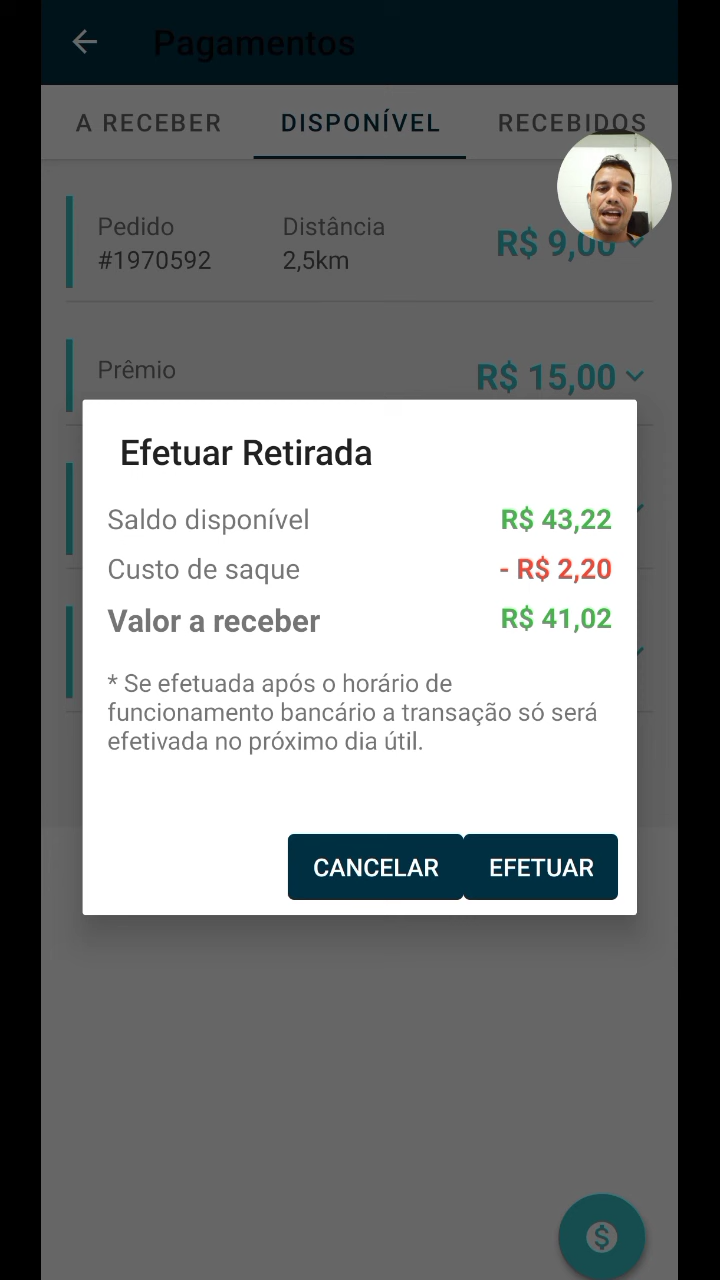 Pagamentos
A RECEBER DISPONÍVEL RECEBIDOS
Pedido Distância
#1970592 2,5km R$ 9,00
Prêmio R$ 15,00
Efetuar Retirada
Saldo disponível R$ 43,22
Custo de saque - R$ 2,20
Valor a receber R$ 41,02
* Se efetuada após o horário de
funcionamento bancário a transação só será
efetivada no próximo dia útil.
CANCELAR EFETUAR
$